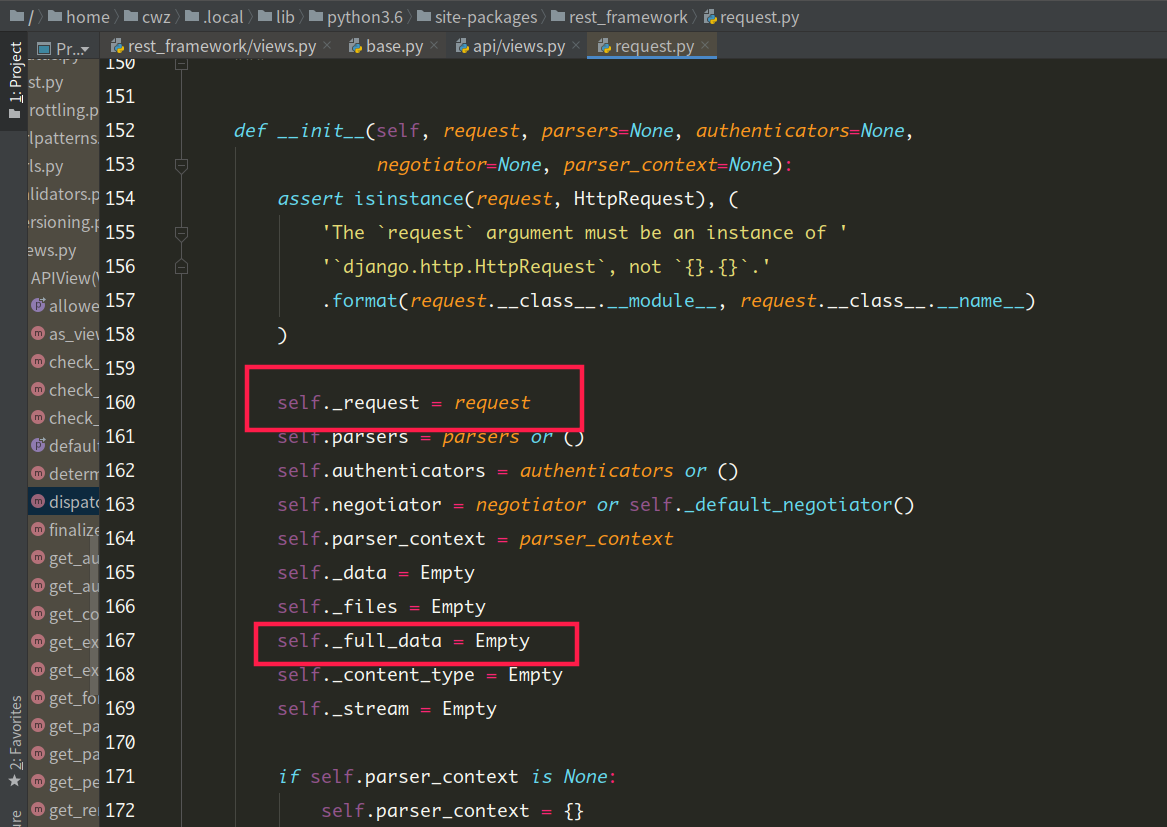 / home cwz .local lib python3.6 site-packages rest_framework request.py
1: Project
Pr...
rest_framework/views.py × base.py × api/views.py × request.py ×
st.py
rottling.p
lpatterns.
ls.py
lidators.p
ersioning.p
ews.py
APIView(V
allowe
as_view
check_
check_
check_
default
determ
dispatc
finalize
get_au
get_au
get_co
get_ex
get_ex
get_fo
get_pa
get_pa
get_pe
get_re
2: Favorites
ure
150
151
152 def __init__(self, request, parsers=None, authenticators=None,
153 negotiator=None, parser_context=None):
154 assert isinstance(request, HttpRequest), (
155 'The `request` argument must be an instance of '
156 '`django.http.HttpRequest`, not `{}.{}`.'
157 .format(request.__class__.__module__, request.__class__.__name__)
158 )
159
160 self._request = request
161 self.parsers = parsers or ()
162 self.authenticators = authenticators or ()
163 self.negotiator = negotiator or self._default_negotiator()
164 self.parser_context = parser_context
165 self._data = Empty
166 self._files = Empty
167 self._full_data = Empty
168 self._content_type = Empty
169 self._stream = Empty
170
171 if self.parser_context is None:
172 self.parser_context = {}